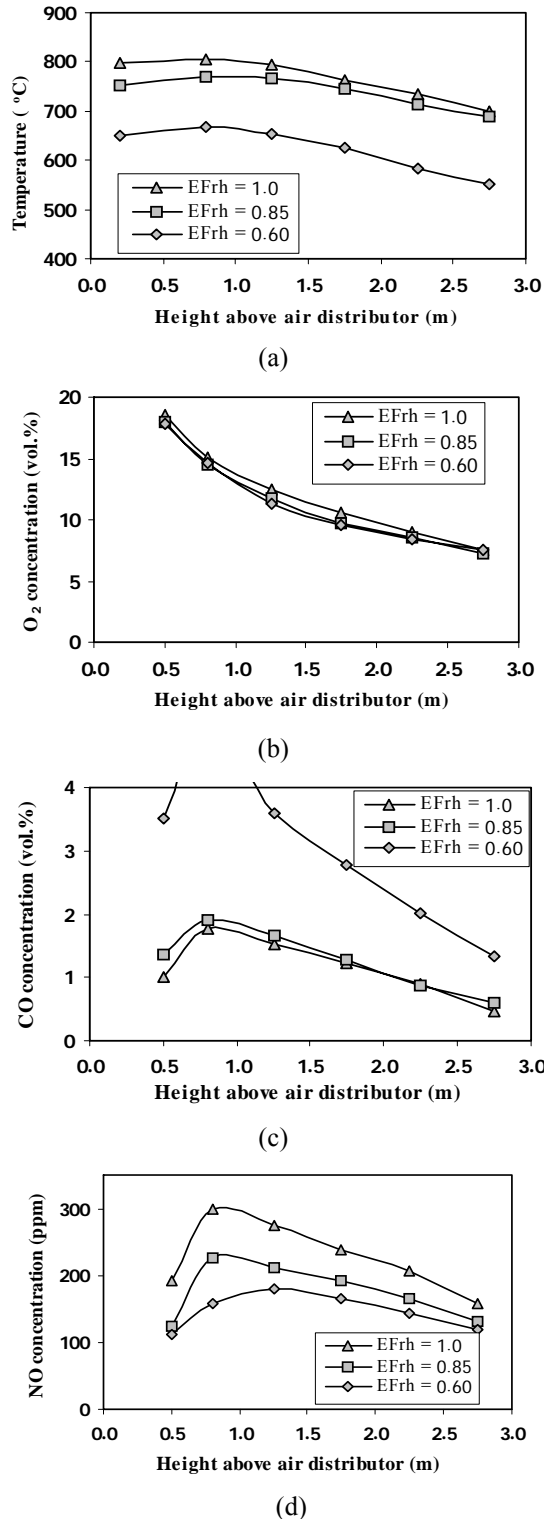 900
800
700
600
500
400
Temperature ( °C)
EFrh = 1.0
EFrh = 0.85
EFrh = 0.60
0.0 0.5 1.0 1.5 2.0 2.5 3.0
Height above air distributor (m)
(a)
20
15
10
5
0
O2 concentration (vol.%)
EFrh = 1.0
EFrh = 0.85
EFrh = 0.60
0.0 0.5 1.0 1.5 2.0 2.5 3.0
Height above air distributor (m)
(b)
4
3
2
1
0
CO concentration (vol.%)
EFrh = 1.0
EFrh = 0.85
EFrh = 0.60
0.0 0.5 1.0 1.5 2.0 2.5 3.0
Height above air distributor (m)
(c)
300
200
100
0
NO concentration (ppm)
EFrh = 1.0
EFrh = 0.85
EFrh = 0.60
0.0 0.5 1.0 1.5 2.0 2.5 3.0
Height above air distributor (m)
(d)